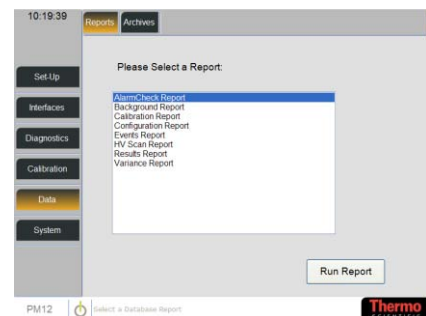 10:19:39
Reports
Archives
Please Select a Report:
Set-Up
Interfaces
Diagnostics
Calibration
Data
System
AlarmCheck Report
Background Report
Calibration Report
Configuration Report
Events Report
HV Scan Report
Results Report
Variance Report
Run Report
PM12
Select a Database Report
Thermo
SCIENTIFIC